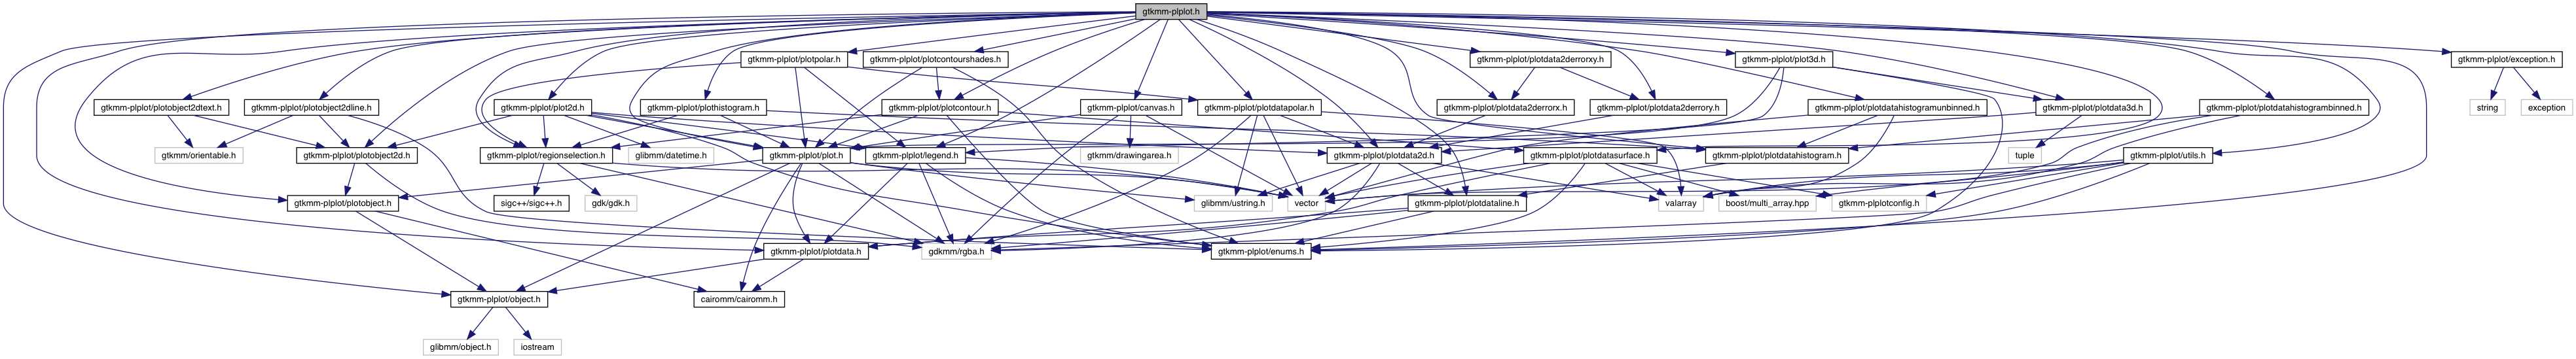 gtkmm-plplot.h
gtkmm-plplot/plotpolar.h
gtkmm-plplot/plotcontourshades.h
gtkmm-plplot/plotdata2derrorxy.h
gtkmm-plplot/plot3d.h
gtkmm-plplot/exception.h
gtkmm-plplot/plotobject2dtext.h
gtkmm-plplot/plotobject2dline.h
gtkmm-plplot/plot2d.h
gtkmm-plplot/plothistogram.h
gtkmm-plplot/plotcontour.h
gtkmm-plplot/canvas.h
gtkmm-plplot/plotdatapolar.h
gtkmm-plplot/plotdata2derrorx.h
gtkmm-plplot/plotdata2derrory.h
gtkmm-plplot/plotdatahistogramunbinned.h
gtkmm-plplot/plotdata3d.h
gtkmm-plplot/plotdatahistogrambinned.h
string
exception
gtkmm/orientable.h
gtkmm-plplot/plotobject2d.h
gtkmm-plplot/regionselection.h
glibmm/datetime.h
gtkmm-plplot/plot.h
gtkmm-plplot/legend.h
gtkmm/drawingarea.h
gtkmm-plplot/plotdata2d.h
gtkmm-plplot/plotdatasurface.h
gtkmm-plplot/plotdatahistogram.h
tuple
gtkmm-plplot/utils.h
gtkmm-plplot/plotobject.h
sigc++/sigc++.h
gdk/gdk.h
glibmm/ustring.h
vector
gtkmm-plplot/plotdataline.h
valarray
boost/multi_array.hpp
gtkmm-plplotconfig.h
gtkmm-plplot/plotdata.h
gdkmm/rgba.h
gtkmm-plplot/enums.h
gtkmm-plplot/object.h
cairomm/cairomm.h
glibmm/object.h
iostream